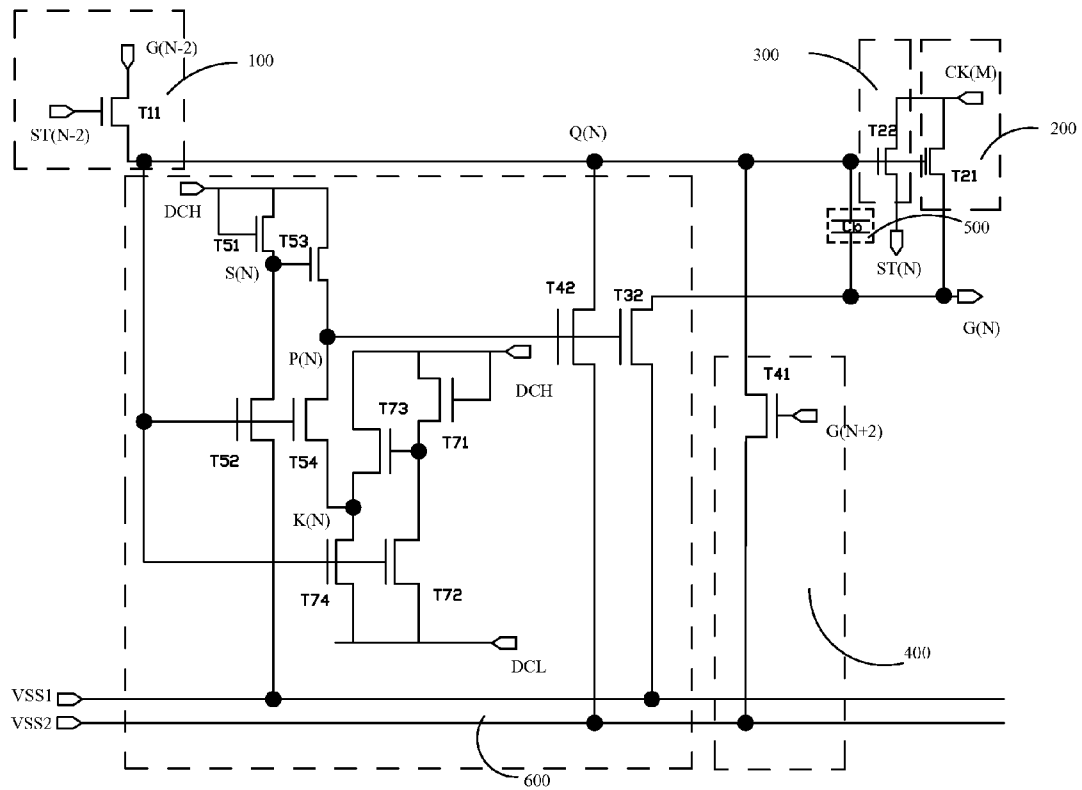 G(N-2)
100
300
CK(M)
T11
ST(N-2)
Q(N)
T22
200
T21
DCH
T51
T53
Cb
500
S(N)
ST(N)
T42
T32
G(N)
P(N)
DCH
T41
T73
T71
G(N+2)
T52
T54
K(N)
T74
T72
DCL
400
VSS1
VSS2
600